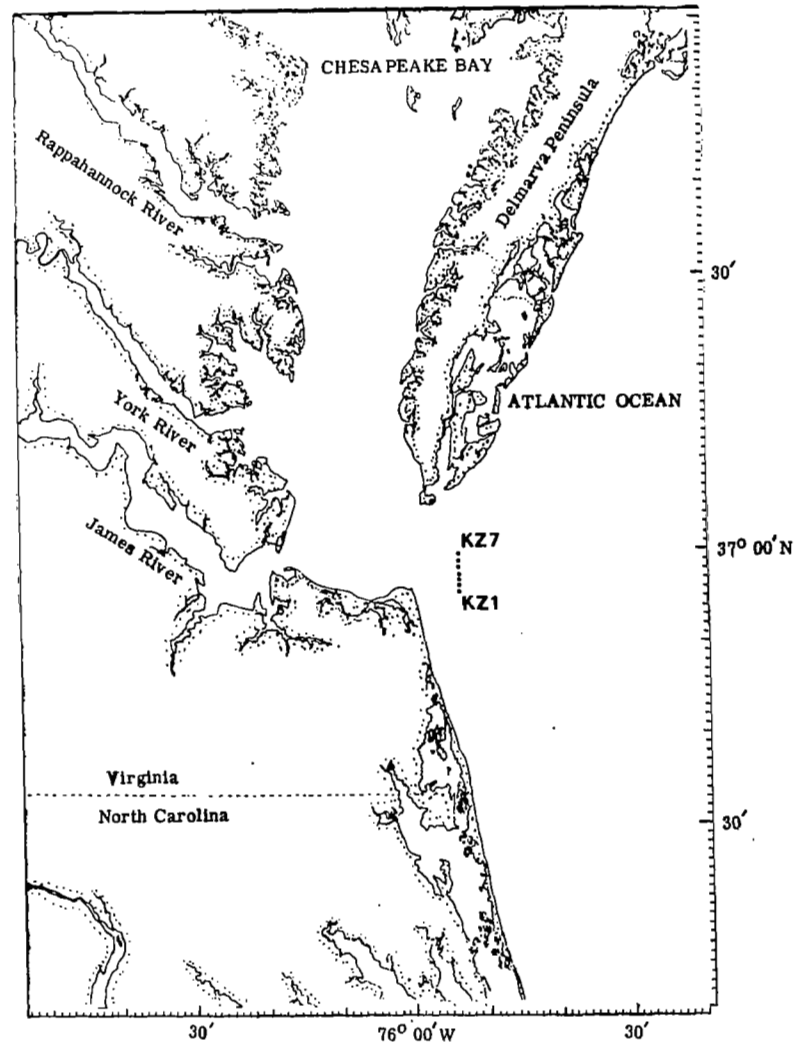 CHESAPEAKE BAY
Delmarva Peninsula
Rappahannock River
30′
ATLANTIC OCEAN
York River
KZ7
37° 00′ N
James River
KZ1
Virginia
North Carolina
30′
30′
76° 00′ W
30′